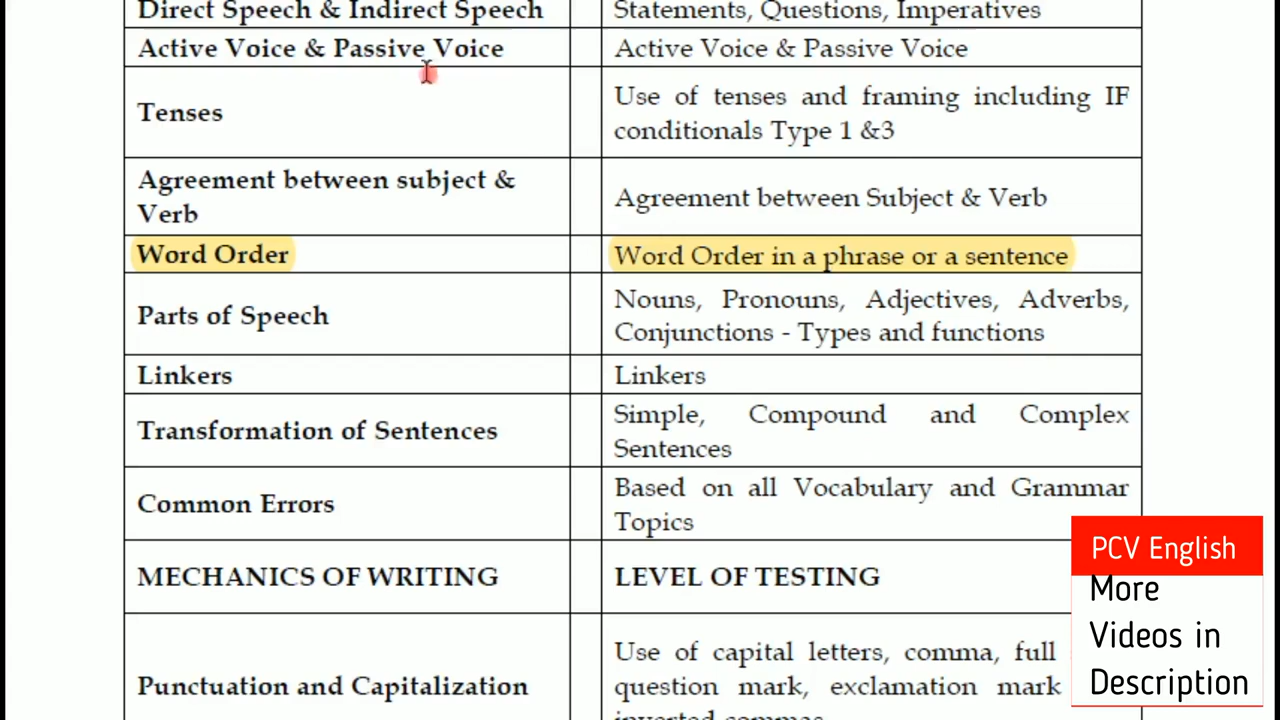 Direct Speech & Indirect Speech
Statements, Questions, Imperatives
Active Voice & Passive Voice
Active Voice & Passive Voice
Tenses
Use of tenses and framing including IF
conditionals Type 1 &3
Agreement between subject &
Verb
Agreement between Subject & Verb
Word Order
Word Order in a phrase or a sentence
Parts of Speech
Nouns, Pronouns, Adjectives, Adverbs,
Conjunctions - Types and functions
Linkers
Linkers
Transformation of Sentences
Simple, Compound and Complex
Sentences
Common Errors
Based on all Vocabulary and Grammar
Topics
MECHANICS OF WRITING
LEVEL OF TESTING
Punctuation and Capitalization
Use of capital letters, comma, full
question mark, exclamation mark
inverted commas
PCV English
More
Videos in
Description